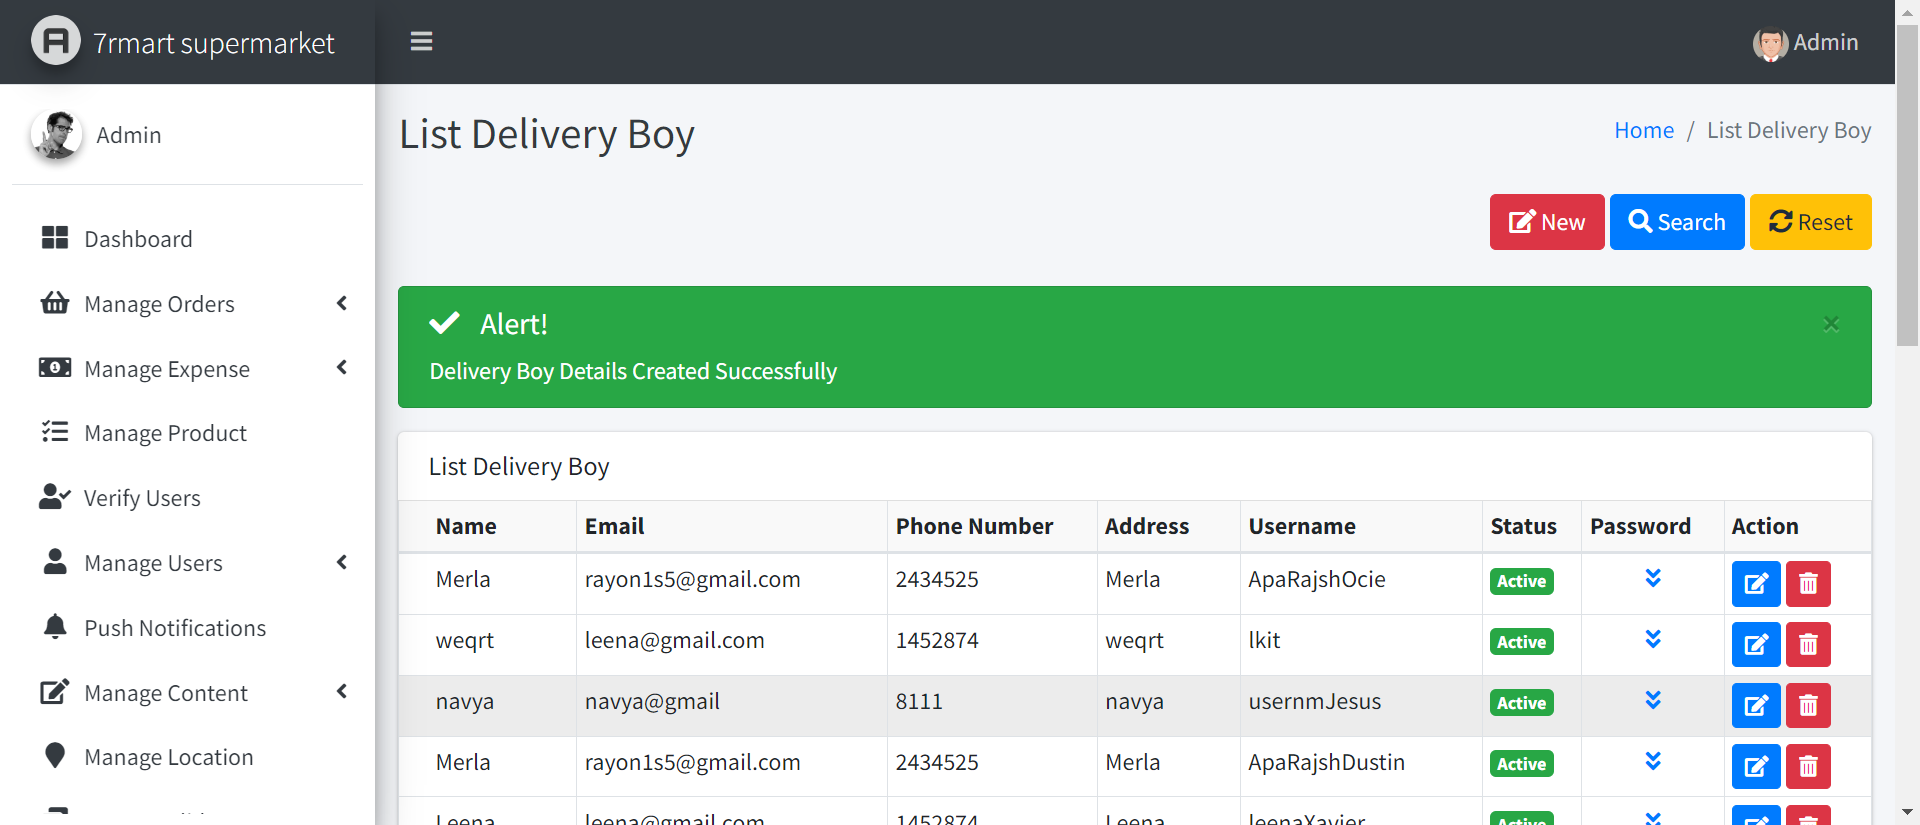 7rmart supermarket
Admin
Admin
Dashboard
Manage Orders
Manage Expense
Manage Product
Verify Users
Manage Users
Push Notifications
Manage Content
Manage Location
List Delivery Boy
Home / List Delivery Boy
New Search Reset
Alert!
×
Delivery Boy Details Created Successfully
List Delivery Boy
Name Email Phone Number Address Username Status Password Action
Merla rayon1s5@gmail.com 2434525 Merla ApaRajshOcie Active
weqrt leena@gmail.com 1452874 weqrt lkit Active
navya navya@gmail 8111 navya usernmJesus Active
Merla rayon1s5@gmail.com 2434525 Merla ApaRajshDustin Active
Leena leena@gmail.com 1452874 Leena leenaXavier Active